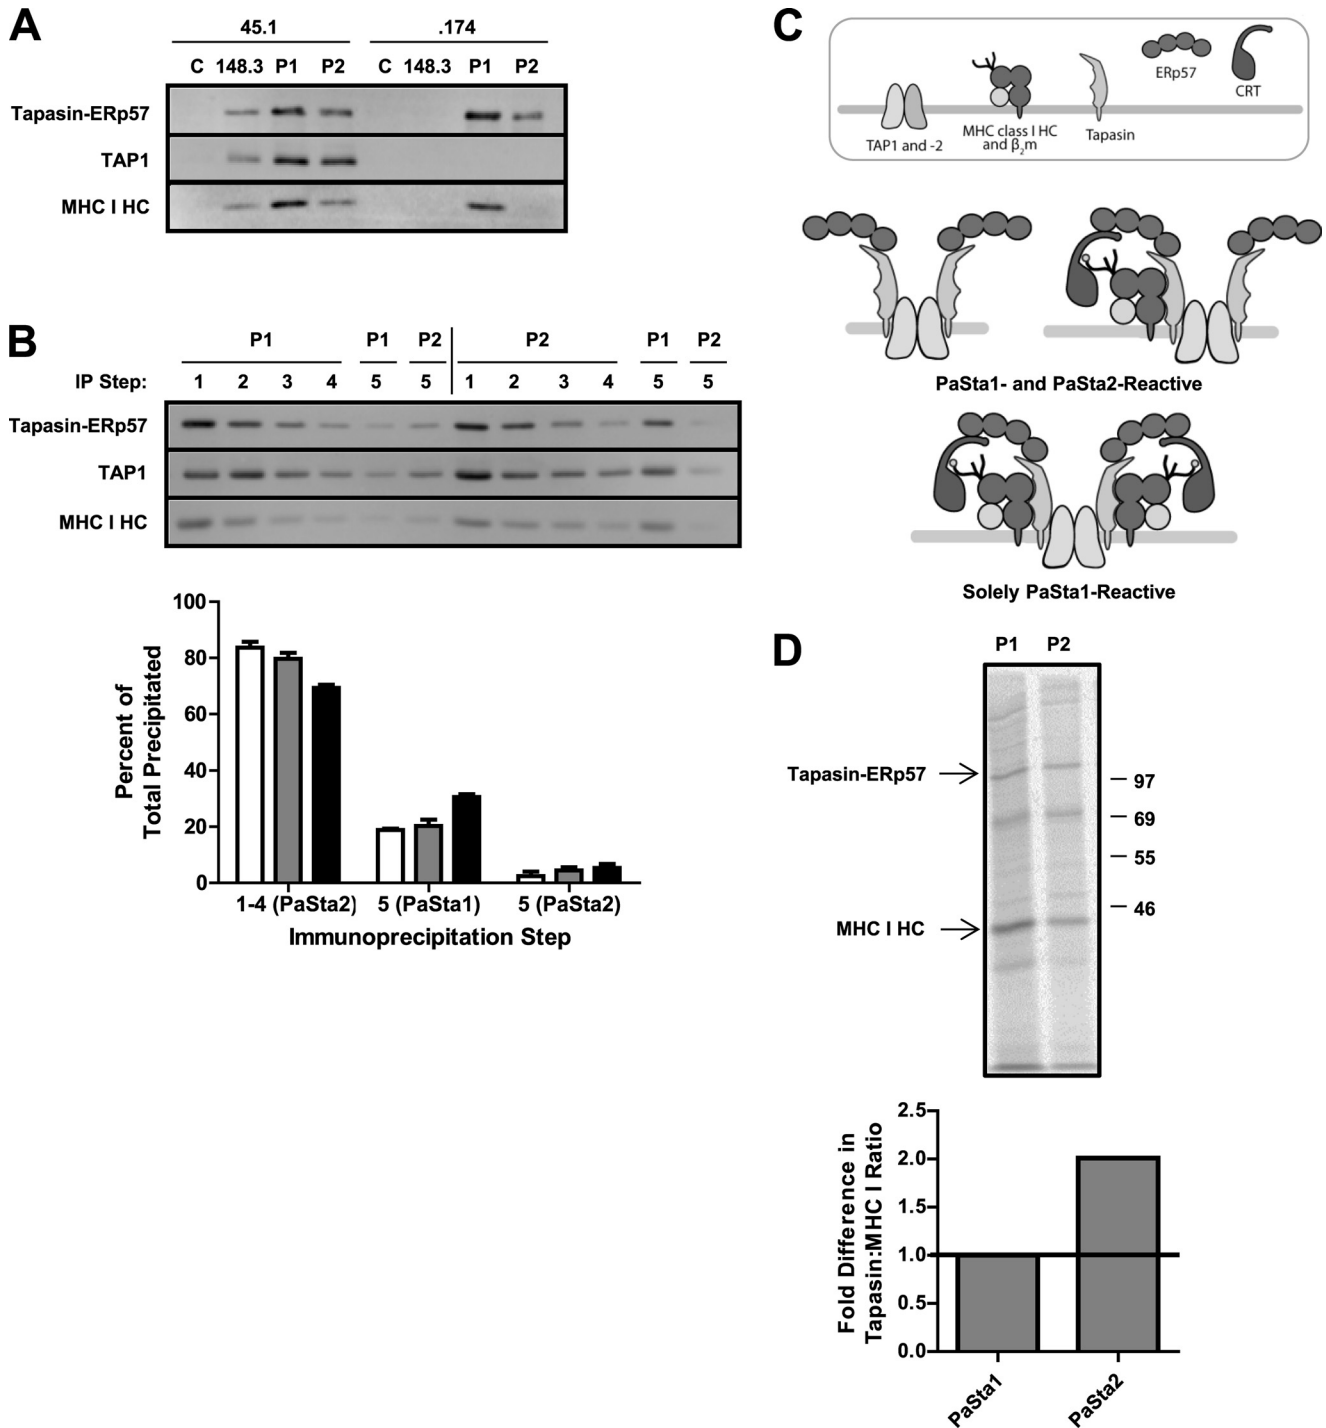 A
45.1 .174
C 148.3 P1 P2 C 148.3 P1 P2
Tapasin-ERp57
TAP1
MHC I HC
B
P1 P1 P2 P2 P1 P2
IP Step: 1 2 3 4 5 5 1 2 3 4 5 5
Tapasin-ERp57
TAP1
MHC I HC
Percent of
Total Precipitated
100
80
60
40
20
0
1-4 (PaSta2) 5 (PaSta1) 5 (PaSta2)
Immunoprecipitation Step
C
TAP1 and -2
MHC class I HC
and β₂m
Tapasin
ERp57
CRT
PaSta1- and PaSta2-Reactive
Solely PaSta1-Reactive
D
P1 P2
Tapasin-ERp57
MHC I HC
97
69
55
46
Fold Difference in
Tapasin:MHC I Ratio
2.5
2.0
1.5
1.0
0.5
0.0
PaSta1
PaSta2